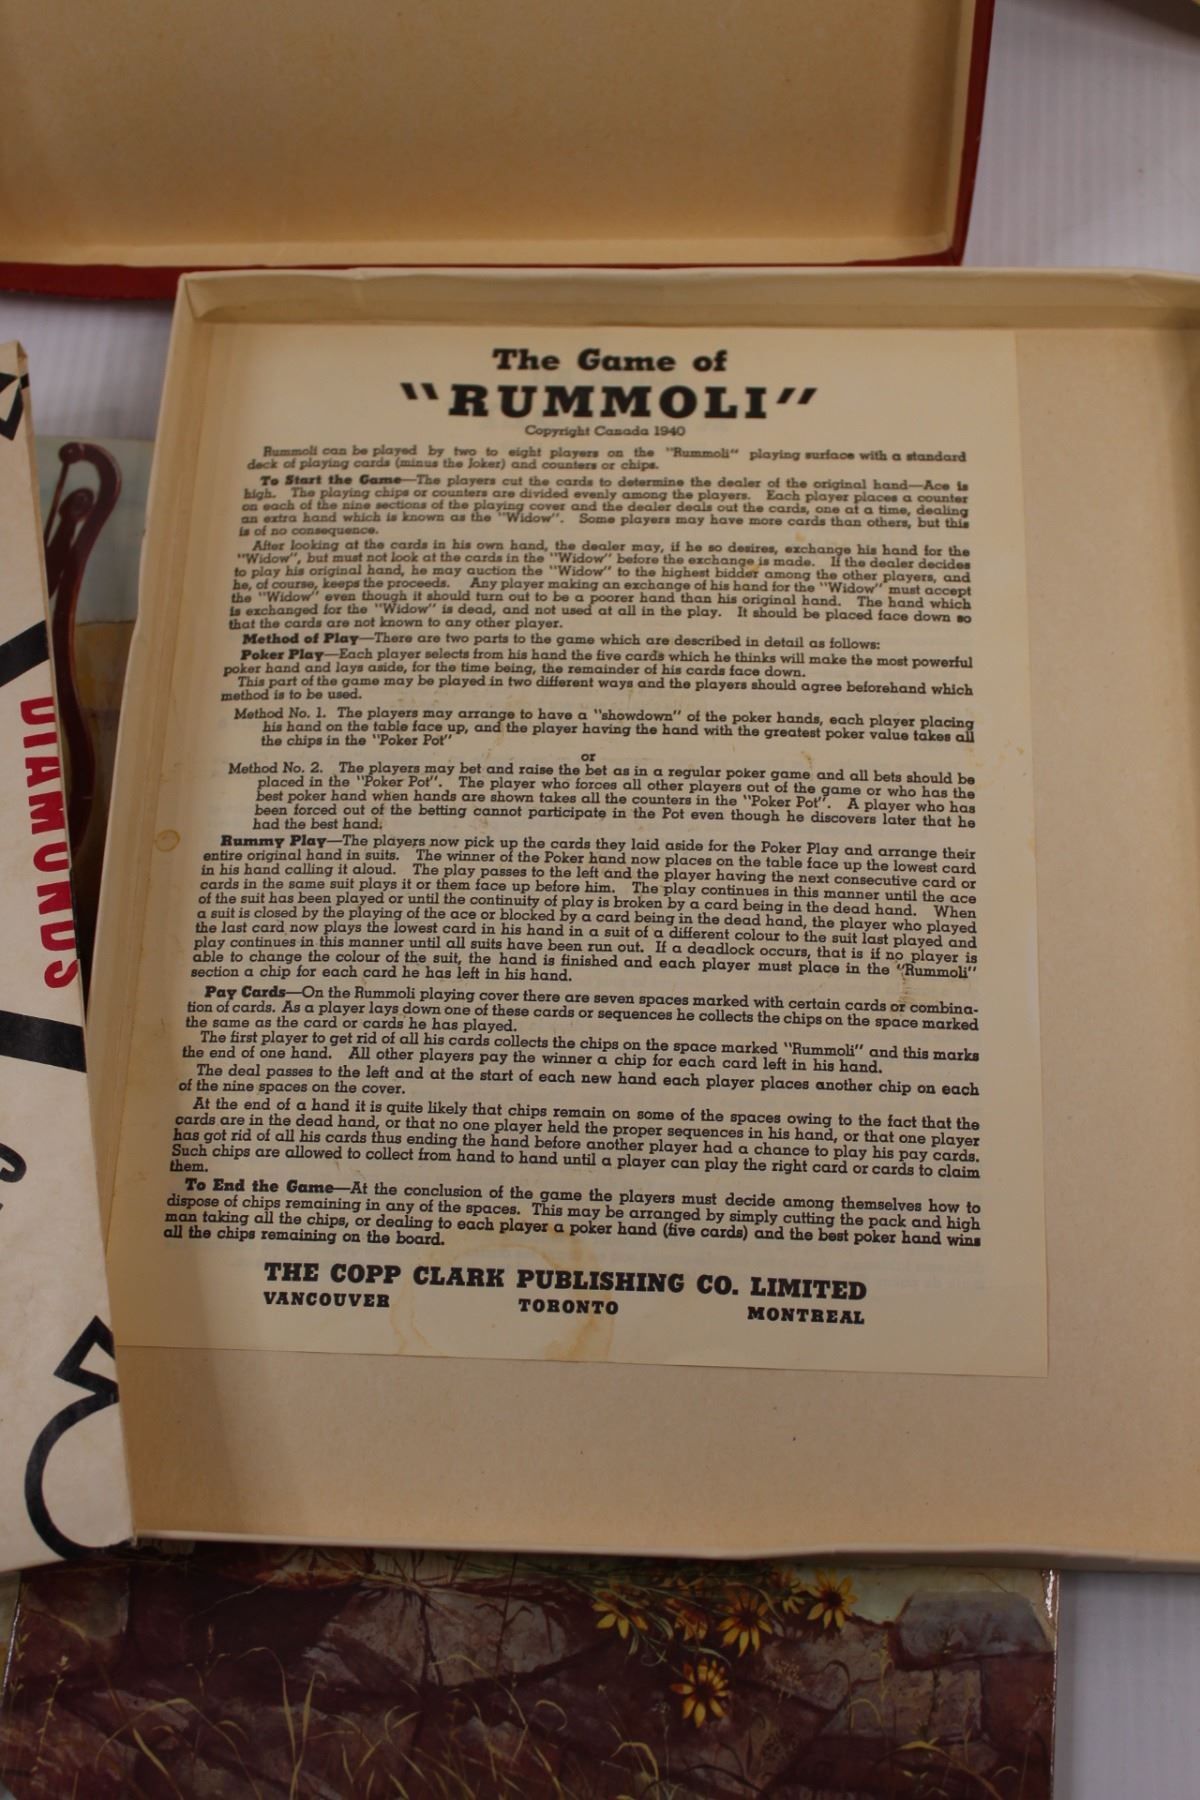 The Game of
"RUMMOLI"
Copyright Canada 1940
Rummoli can be played by two to eight players on the "Rummoli" playing surface with a standard
deck of playing cards (minus the Joker) and counters or chips.
To Start the Game—The players cut the cards to determine the dealer of the original hand—Ace is
high. The playing chips or counters are divided evenly among the players. Each player places a counter
on each of the nine sections of the playing cover and the dealer deals out the cards, one at a time, dealing
an extra hand which is known as the "Widow". Some players may have more cards than others, but this
is of no consequence.
After looking at the cards in his own hand, the dealer may, if he so desires, exchange his hand for the
"Widow", but must not look at the cards in the "Widow" before the exchange is made. If the dealer decides
to play his original hand, he may auction the "Widow" to the highest bidder among the other players, and
he, of course, keeps the proceeds. Any player making an exchange of his hand for the "Widow" must accept
the "Widow" even though it should turn out to be a poorer hand than his original hand. The hand which
is exchanged for the "Widow" is dead, and not used at all in the play. It should be placed face down so
that the cards are not known to any other player.
Method of Play—There are two parts to the game which are described in detail as follows:
Poker Play—Each player selects from his hand the five cards which he thinks will make the most powerful
poker hand and lays aside, for the time being, the remainder of his cards face down.
This part of the game may be played in two different ways and the players should agree beforehand which
method is to be used.
Method No. 1. The players may arrange to have a "showdown" of the poker hands, each player placing
his hand on the table face up, and the player having the hand with the greatest poker value takes all
the chips in the "Poker Pot"
or
Method No. 2. The players may bet and raise the bet as in a regular poker game and all bets should be
placed in the "Poker Pot". The player who forces all other players out of the game or who has the
best poker hand when hands are shown takes all the counters in the "Poker Pot". A player who has
been forced out of the betting cannot participate in the Pot even though he discovers later that he
had the best hand.
Rummy Play—The players now pick up the cards they laid aside for the Poker Play and arrange their
entire original hand in suits. The winner of the Poker hand now places on the table face up the lowest card
in his hand calling it aloud. The play passes to the left and the player having the next consecutive card or
cards in the same suit plays it or them face up before him. The play continues in this manner until the ace
of the suit has been played or until the continuity of play is broken by a card being in the dead hand. When
a suit is closed by the playing of the ace or blocked by a card being in the dead hand, the player who played
the last card now plays the lowest card in his hand in a suit of a different colour to the suit last played and
play continues in this manner until all suits have been run out. If a deadlock occurs, that is if no player is
able to change the colour of the suit, the hand is finished and each player must place in the "Rummoli"
section a chip for each card he has left in his hand.
Pay Cards—On the Rummoli playing cover there are seven spaces marked with certain cards or combina-
tion of cards. As a player lays down one of these cards or sequences he collects the chips on the space marked
the same as the card or cards he has played.
The first player to get rid of all his cards collects the chips on the space marked "Rummoli" and this marks
the end of one hand. All other players pay the winner a chip for each card left in his hand.
The deal passes to the left and at the start of each new hand each player places another chip on each
of the nine spaces on the cover.
At the end of a hand it is quite likely that chips remain on some of the spaces owing to the fact that the
cards are in the dead hand, or that no one player held the proper sequences in his hand, or that one player
has got rid of all his cards thus ending the hand before another player had a chance to play his pay cards.
Such chips are allowed to collect from hand to hand until a player can play the right card or cards to claim
them.
To End the Game—At the conclusion of the game the players must decide among themselves how to
dispose of chips remaining in any of the spaces. This may be arranged by simply cutting the pack and high
man taking all the chips, or dealing to each player a poker hand (five cards) and the best poker hand wins
all the chips remaining on the board.
THE COPP CLARK PUBLISHING CO. LIMITED
VANCOUVER TORONTO MONTREAL
DIAMONDS